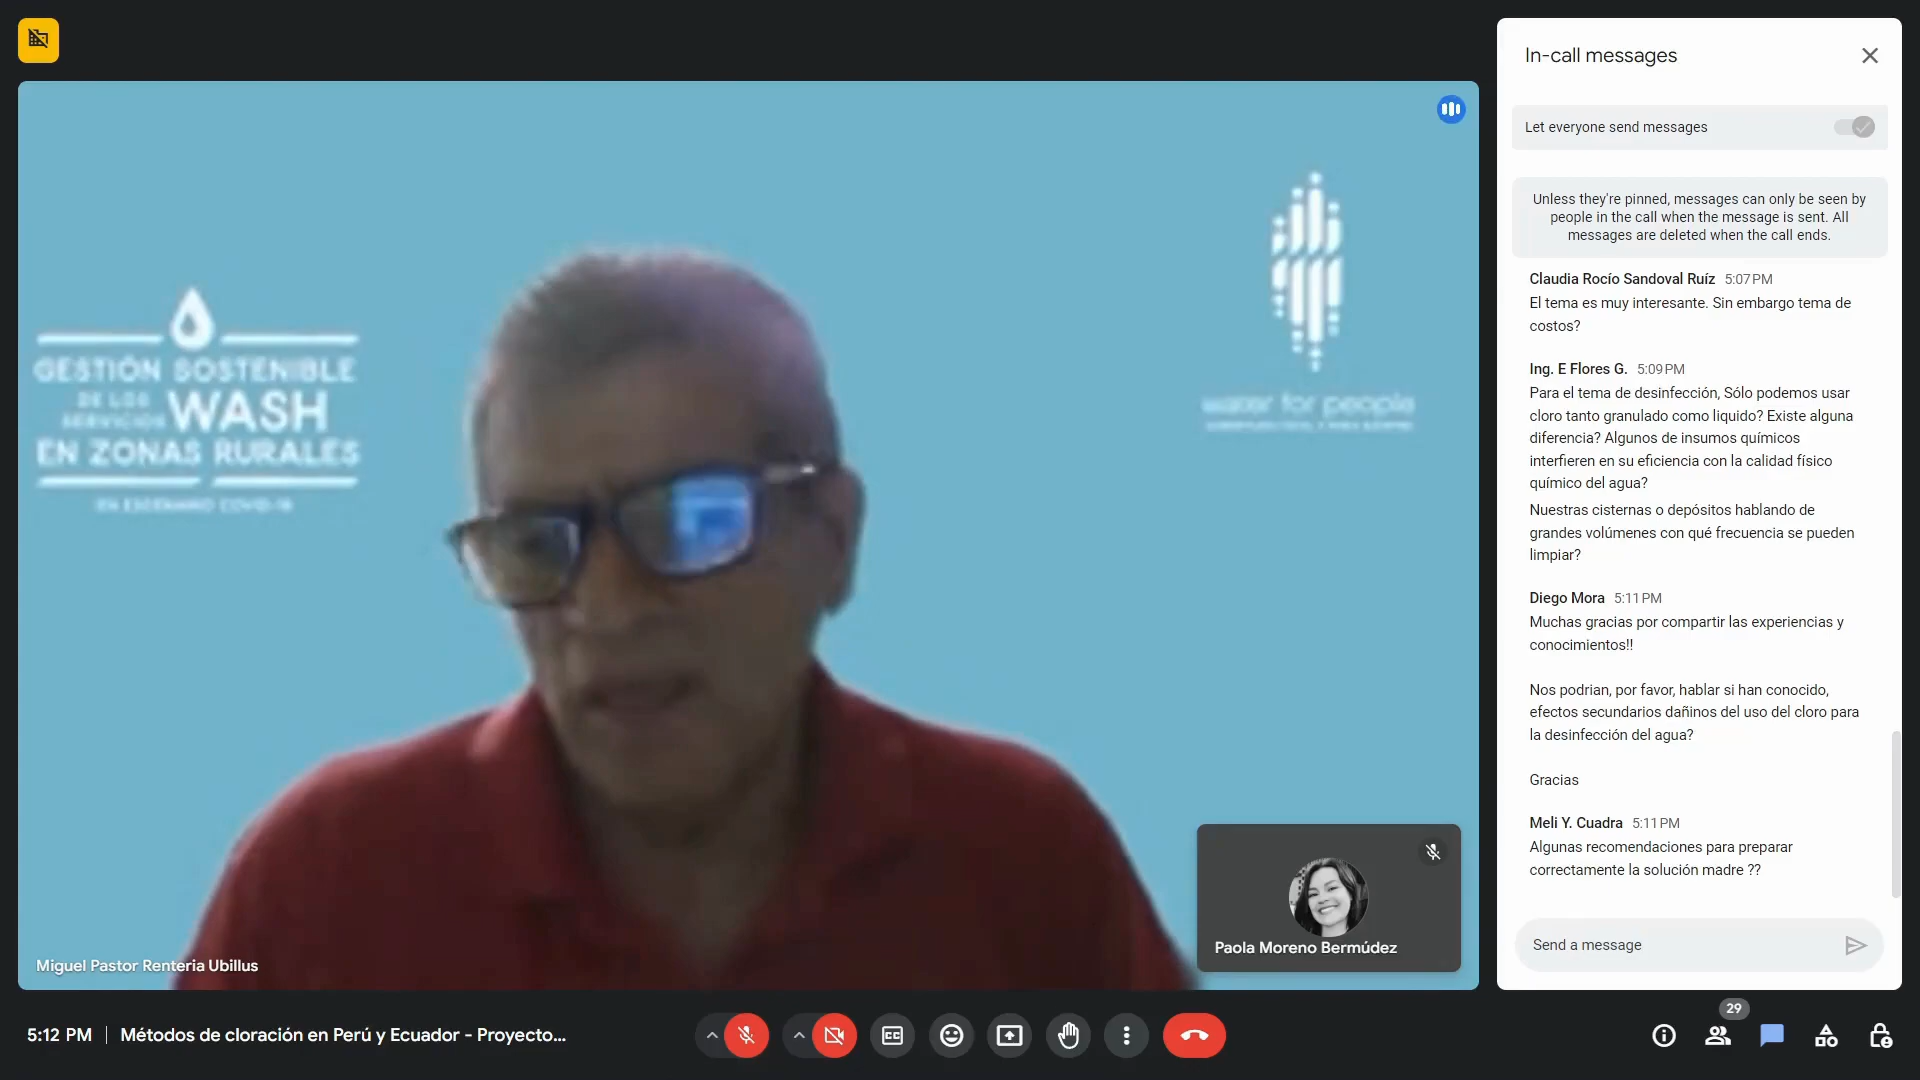 GESTIÓN SOSTENIBLE
DE LOS
SERVICIOS WASH
EN ZONAS RURALES
EN ESCENARIO COVID-19
water for people
Miguel Pastor Renteria Ubillus
Paola Moreno Bermúdez
In-call messages
Let everyone send messages
Unless they're pinned, messages can only be seen by
people in the call when the message is sent. All
messages are deleted when the call ends.
Claudia Rocío Sandoval Ruíz 5:07 PM
El tema es muy interesante. Sin embargo tema de
costos?
Ing. E Flores G. 5:09 PM
Para el tema de desinfección, Sólo podemos usar
cloro tanto granulado como liquido? Existe alguna
diferencia? Algunos de insumos químicos
interfieren en su eficiencia con la calidad físico
químico del agua?
Nuestras cisternas o depósitos hablando de
grandes volúmenes con qué frecuencia se pueden
limpiar?
Diego Mora 5:11 PM
Muchas gracias por compartir las experiencias y
conocimientos!!
Nos podrian, por favor, hablar si han conocido,
efectos secundarios dañinos del uso del cloro para
la desinfección del agua?
Gracias
Meli Y. Cuadra 5:11 PM
Algunas recomendaciones para preparar
correctamente la solución madre ??
Send a message
5:12 PM | Métodos de cloración en Perú y Ecuador - Proyecto...
29